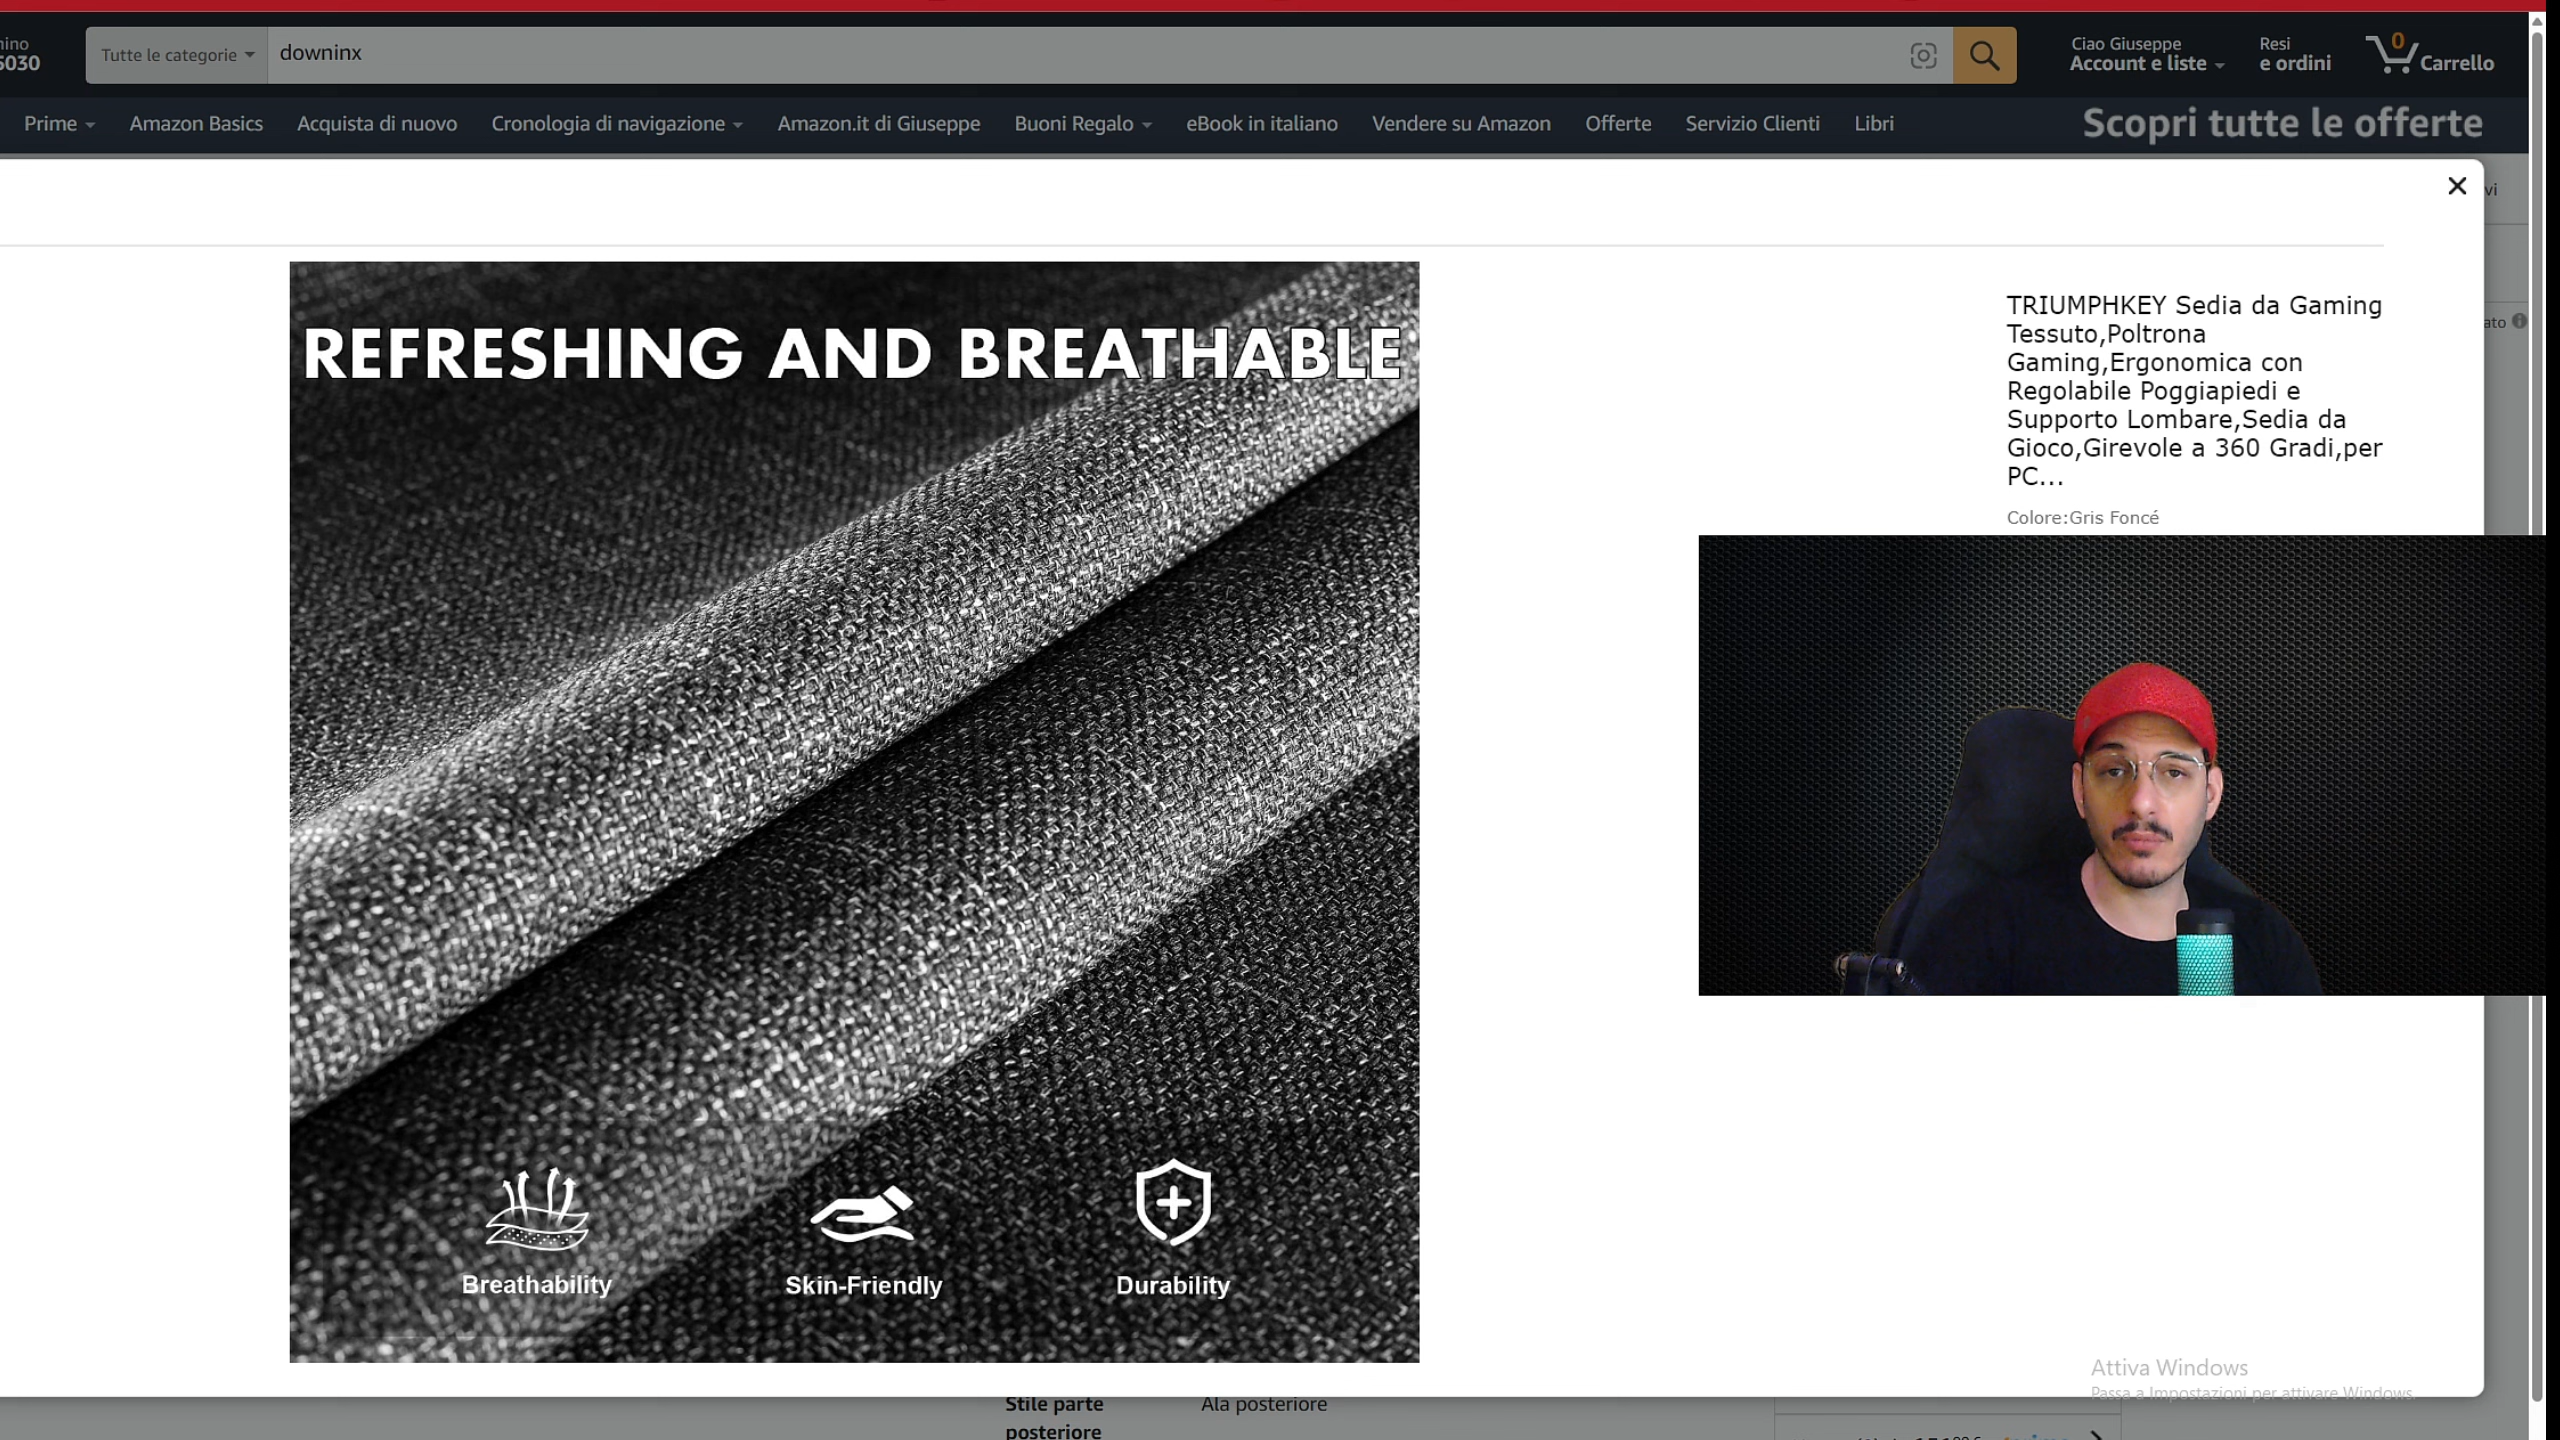 5030
Tutte le categorie
downinx
Ciao Giuseppe
Account e liste
Resi
e ordini
0
Carrello
Prime
Amazon Basics
Acquista di nuovo
Cronologia di navigazione
Amazon.it di Giuseppe
Buoni Regalo
eBook in italiano
Vendere su Amazon
Offerte
Servizio Clienti
Libri
Scopri tutte le offerte
REFRESHING AND BREATHABLE
Breathability
Skin-Friendly
Durability
TRIUMPHKEY Sedia da Gaming
Tessuto,Poltrona
Gaming,Ergonomica con
Regolabile Poggiapiedi e
Supporto Lombare,Sedia da
Gioco,Girevole a 360 Gradi,per
PC...
Colore:Gris Foncé
Attiva Windows
Passa a Impostazioni per attivare Windows.
Stile parte
posteriore
Ala posteriore